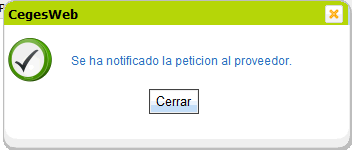 CegesWeb
Se ha notificado la peticion al proveedor.
Cerrar